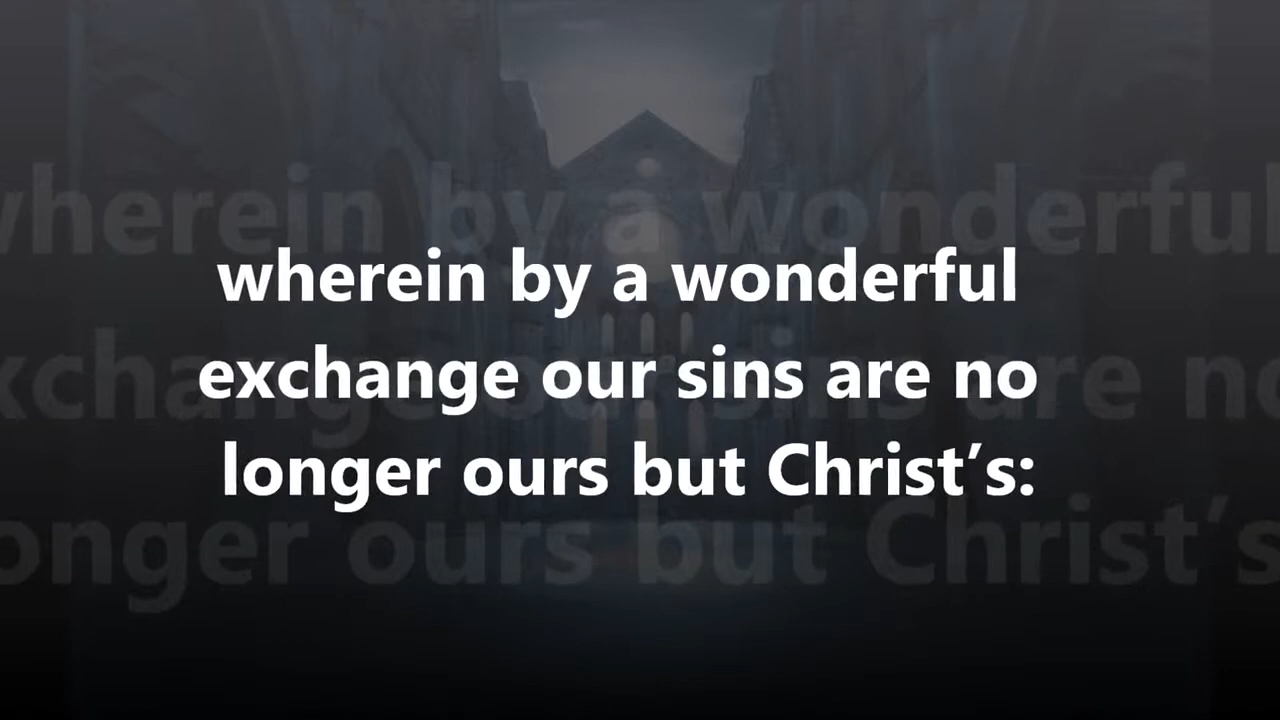 wherein by a wonderful
exchange our sins are no
longer ours but Christ’s: